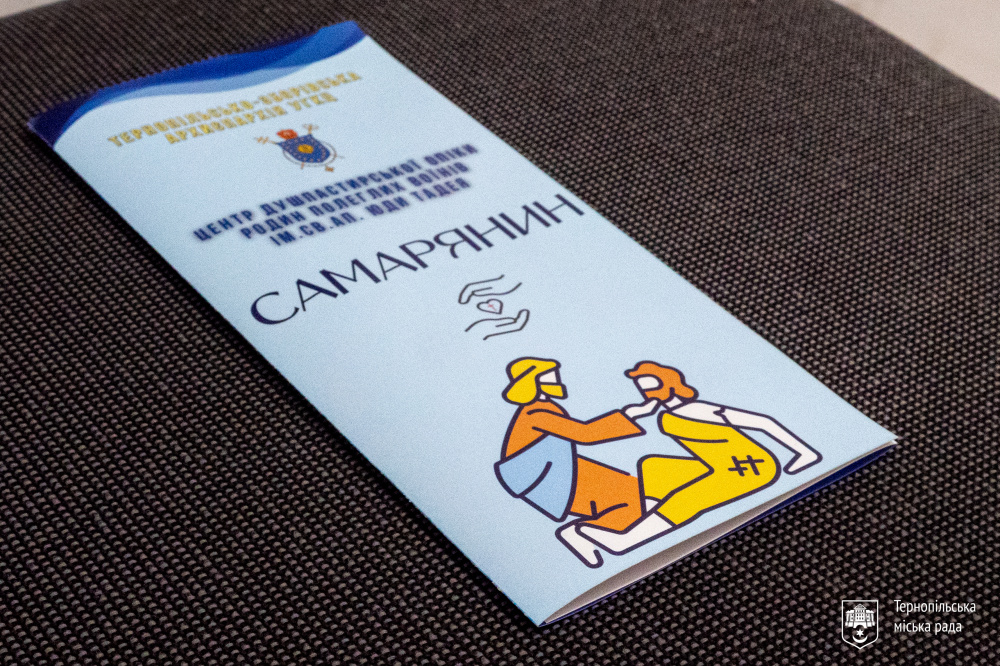 ТЕРНОПІЛЬСЬКО-ЗБОРІВСЬКА
АРХИЄПАРХІЯ УГКЦ
ЦЕНТР ДУШПАСТИРСЬКОЇ ОПІКИ
РОДИН ПОЛЕГЛИХ ВОЇНІВ
ІМ.СВ.АП. ЮДИ ТАДЕЯ
САМАРЯНИН
Тернопільська
міська рада